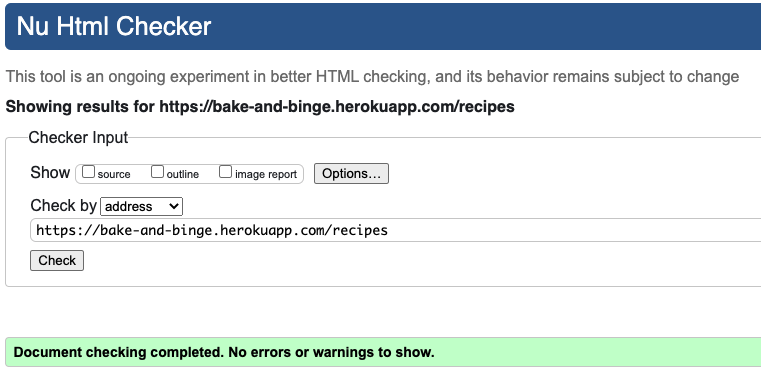 Nu Html Checker
This tool is an ongoing experiment in better HTML checking, and its behavior remains subject to change
Showing results for https://bake-and-binge.herokuapp.com/recipes
Checker Input
Show source outline image report Options...
Check by address
https://bake-and-binge.herokuapp.com/recipes
Check
Document checking completed. No errors or warnings to show.